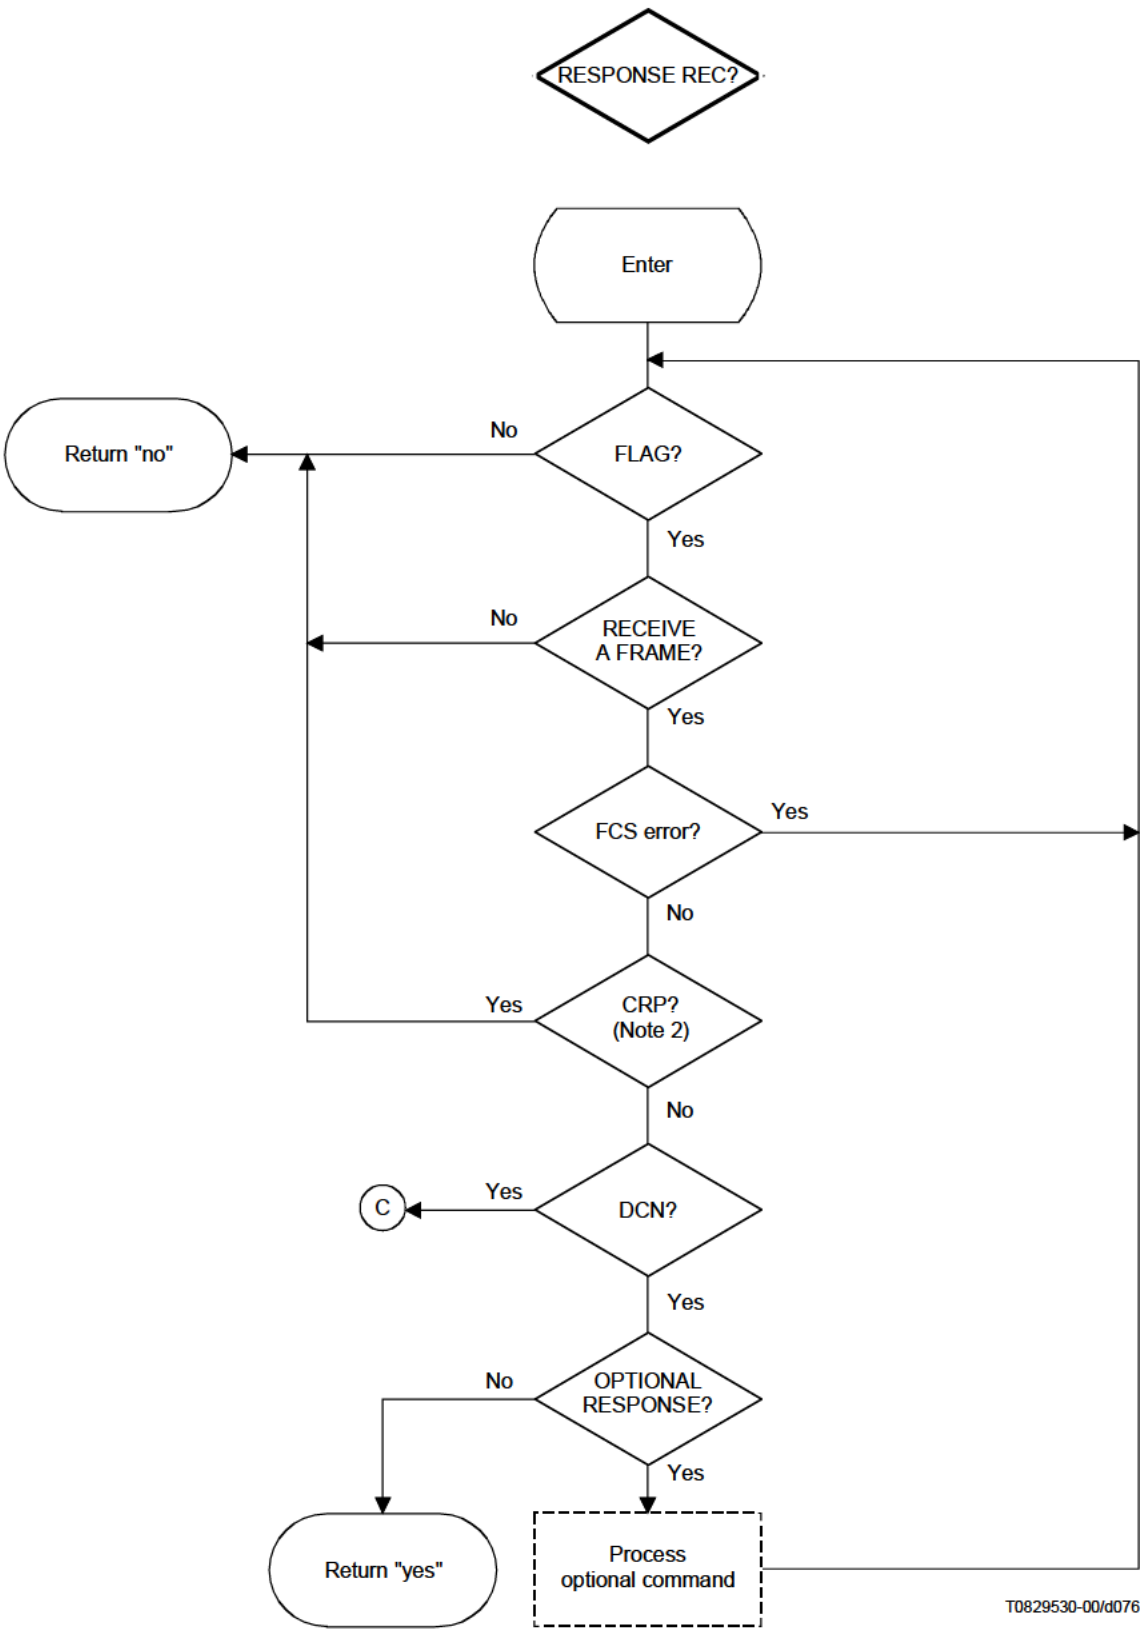 RESPONSE REC?
Enter
No
Return "no"
FLAG?
Yes
No
RECEIVE
A FRAME?
Yes
FCS error?
Yes
No
Yes
CRP?
(Note 2)
No
C
Yes
DCN?
Yes
No
OPTIONAL
RESPONSE?
Yes
Return "yes"
Process
optional command
T0829530-00/d076